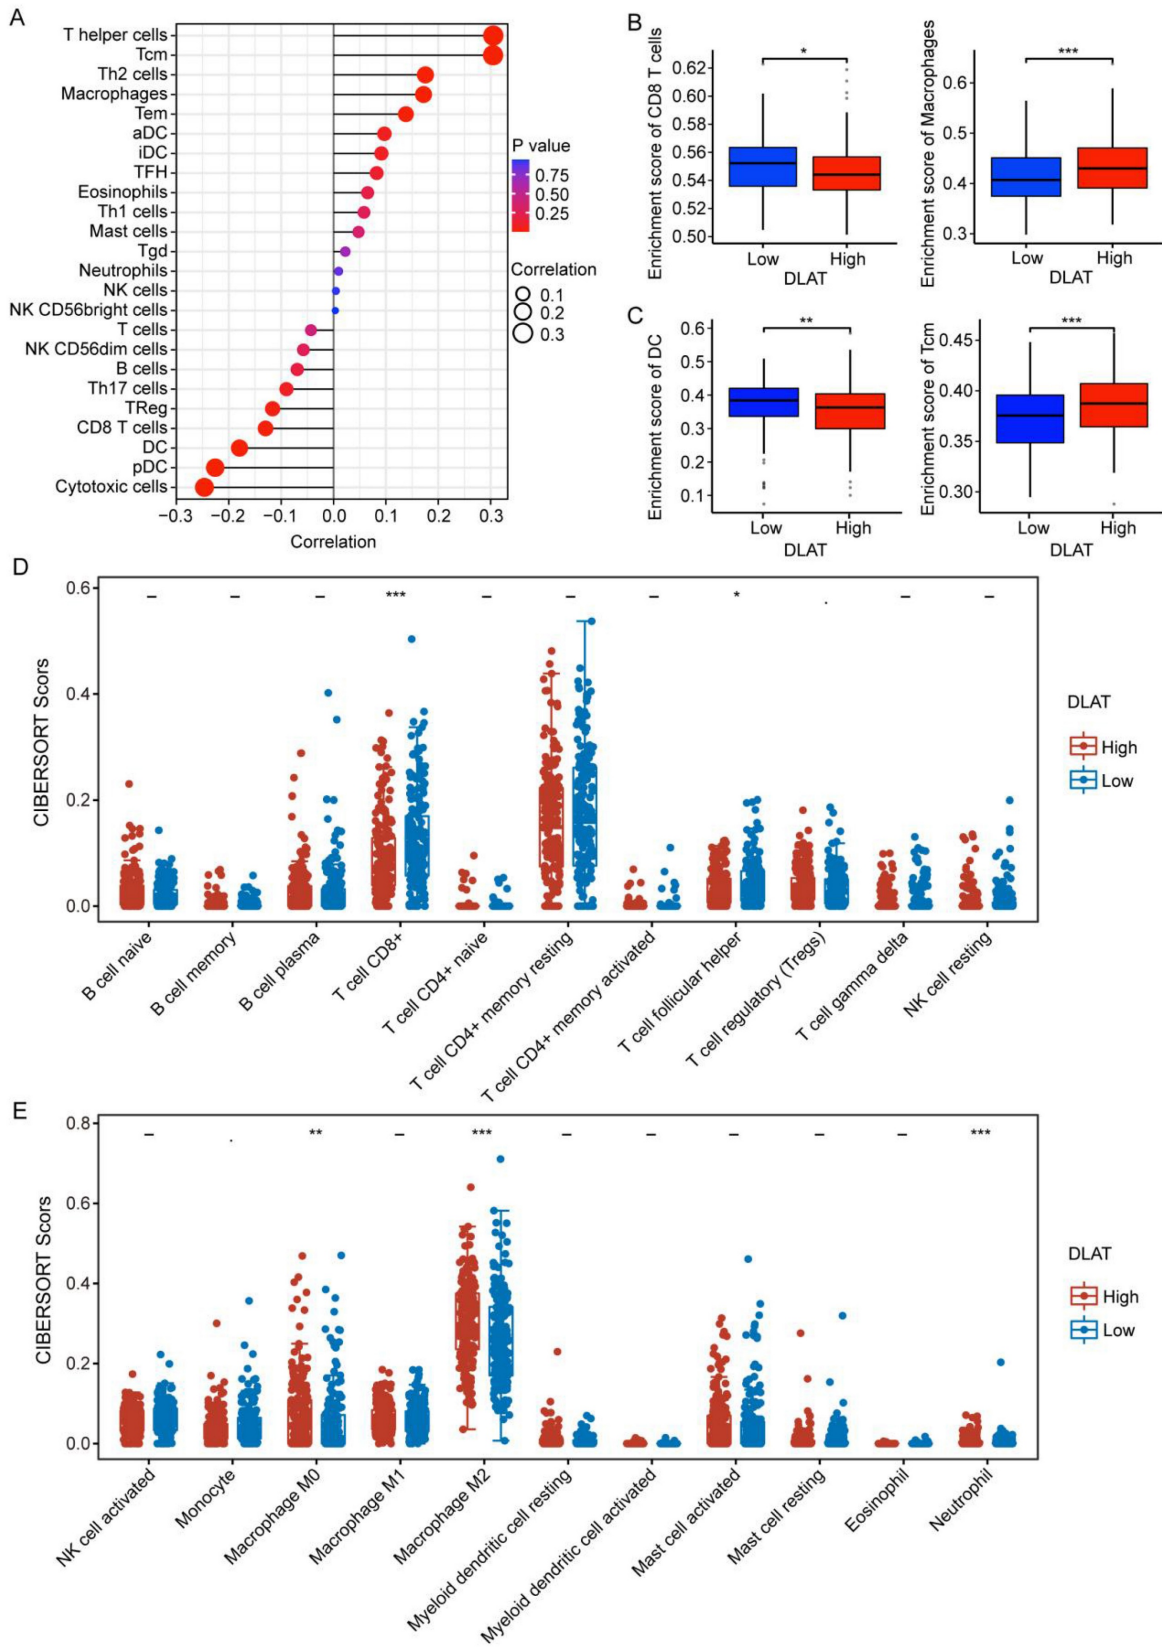 A
T helper cells
Tcm
Th2 cells
Macrophages
Tem
aDC
iDC
TFH
Eosinophils
Th1 cells
Mast cells
Tgd
Neutrophils
NK cells
NK CD56bright cells
T cells
NK CD56dim cells
B cells
Th17 cells
TReg
CD8 T cells
DC
pDC
Cytotoxic cells
−0.3 −0.2 −0.1 0.0 0.1 0.2 0.3
Correlation
P value
0.75
0.50
0.25
Correlation
0.1
0.2
0.3
B
Enrichment score of CD8 T cells
0.62
0.60
0.58
0.56
0.54
0.52
0.50
*
Low High
DLAT
Enrichment score of Macrophages
0.6
0.5
0.4
0.3
***
Low High
DLAT
C
Enrichment score of DC
0.6
0.5
0.4
0.3
0.2
0.1
**
Low High
DLAT
Enrichment score of Tcm
0.45
0.40
0.35
0.30
***
Low High
DLAT
D
CIBERSORT Scors
0.6
0.4
0.2
0.0
– – – *** – – – * . – –
B cell naive
B cell memory
B cell plasma
T cell CD8+
T cell CD4+ naive
T cell CD4+ memory resting
T cell CD4+ memory activated
T cell follicular helper
T cell regulatory (Tregs)
T cell gamma delta
NK cell resting
DLAT
High
Low
E
CIBERSORT Scors
0.8
0.6
0.4
0.2
0.0
– . ** – *** – – – – – ***
NK cell activated
Monocyte
Macrophage M0
Macrophage M1
Macrophage M2
Myeloid dendritic cell resting
Myeloid dendritic cell activated
Mast cell activated
Mast cell resting
Eosinophil
Neutrophil
DLAT
High
Low